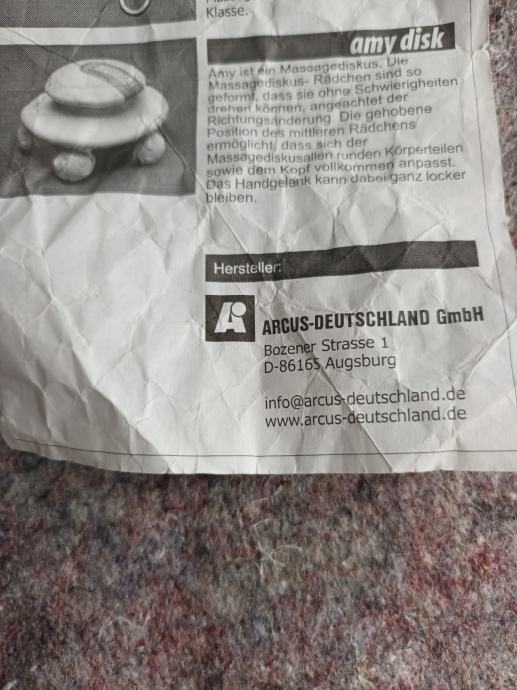 Klasse.
amy disk
Amy ist ein Massagediskus. Die
Massagediskus- Rädchen sind so
geformt, dass sie ohne Schwierigheiten
drehen können, angeachtet der
Richtungsänderung. Die gehobene
Position des mittleren Rädchens
ermöglicht, dass sich der
Massagediskusallen runden Körperteilen
sowie dem Kopf vollkommen anpasst.
Das Handgelenk kann dabei ganz locker
bleiben.
Hersteller:
ARCUS-DEUTSCHLAND GmbH
Bozener Strasse 1
D-86165 Augsburg
info@arcus-deutschland.de
www.arcus-deutschland.de